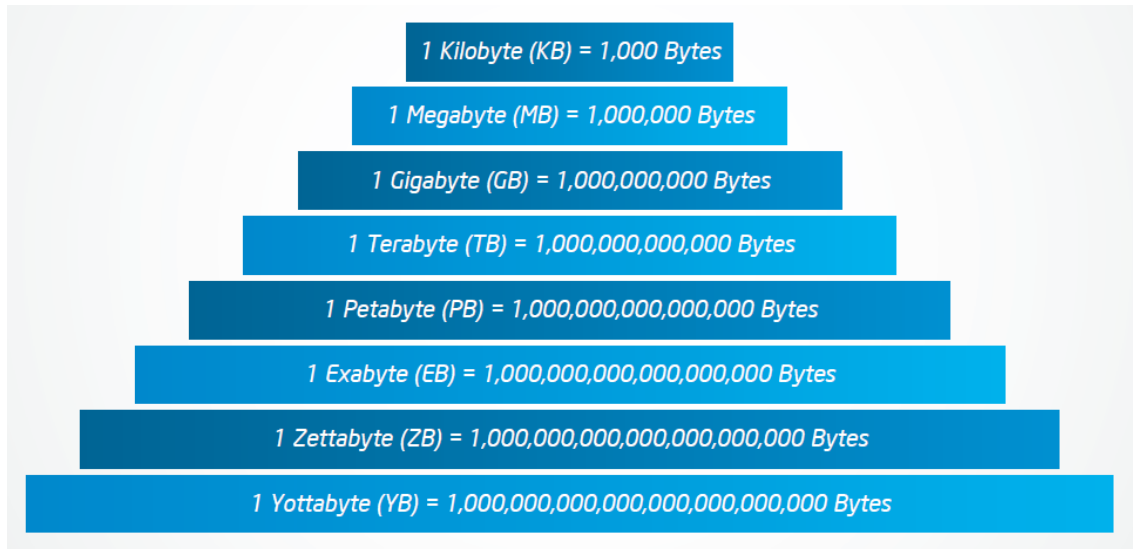 1 Kilobyte (KB) = 1,000 Bytes
1 Megabyte (MB) = 1,000,000 Bytes
1 Gigabyte (GB) = 1,000,000,000 Bytes
1 Terabyte (TB) = 1,000,000,000,000 Bytes
1 Petabyte (PB) = 1,000,000,000,000,000 Bytes
1 Exabyte (EB) = 1,000,000,000,000,000,000 Bytes
1 Zettabyte (ZB) = 1,000,000,000,000,000,000,000 Bytes
1 Yottabyte (YB) = 1,000,000,000,000,000,000,000,000 Bytes